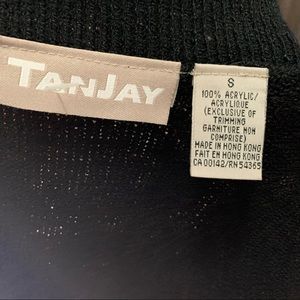 TANJAY
S
100% ACRYLIC/
ACRYLIQUE
(EXCLUSIVE OF
TRIMMING
GARNITURE NON
COMPRISE)
MADE IN HONG KONG
FAIT EN HONG KONG
CA 00142/RN 54365